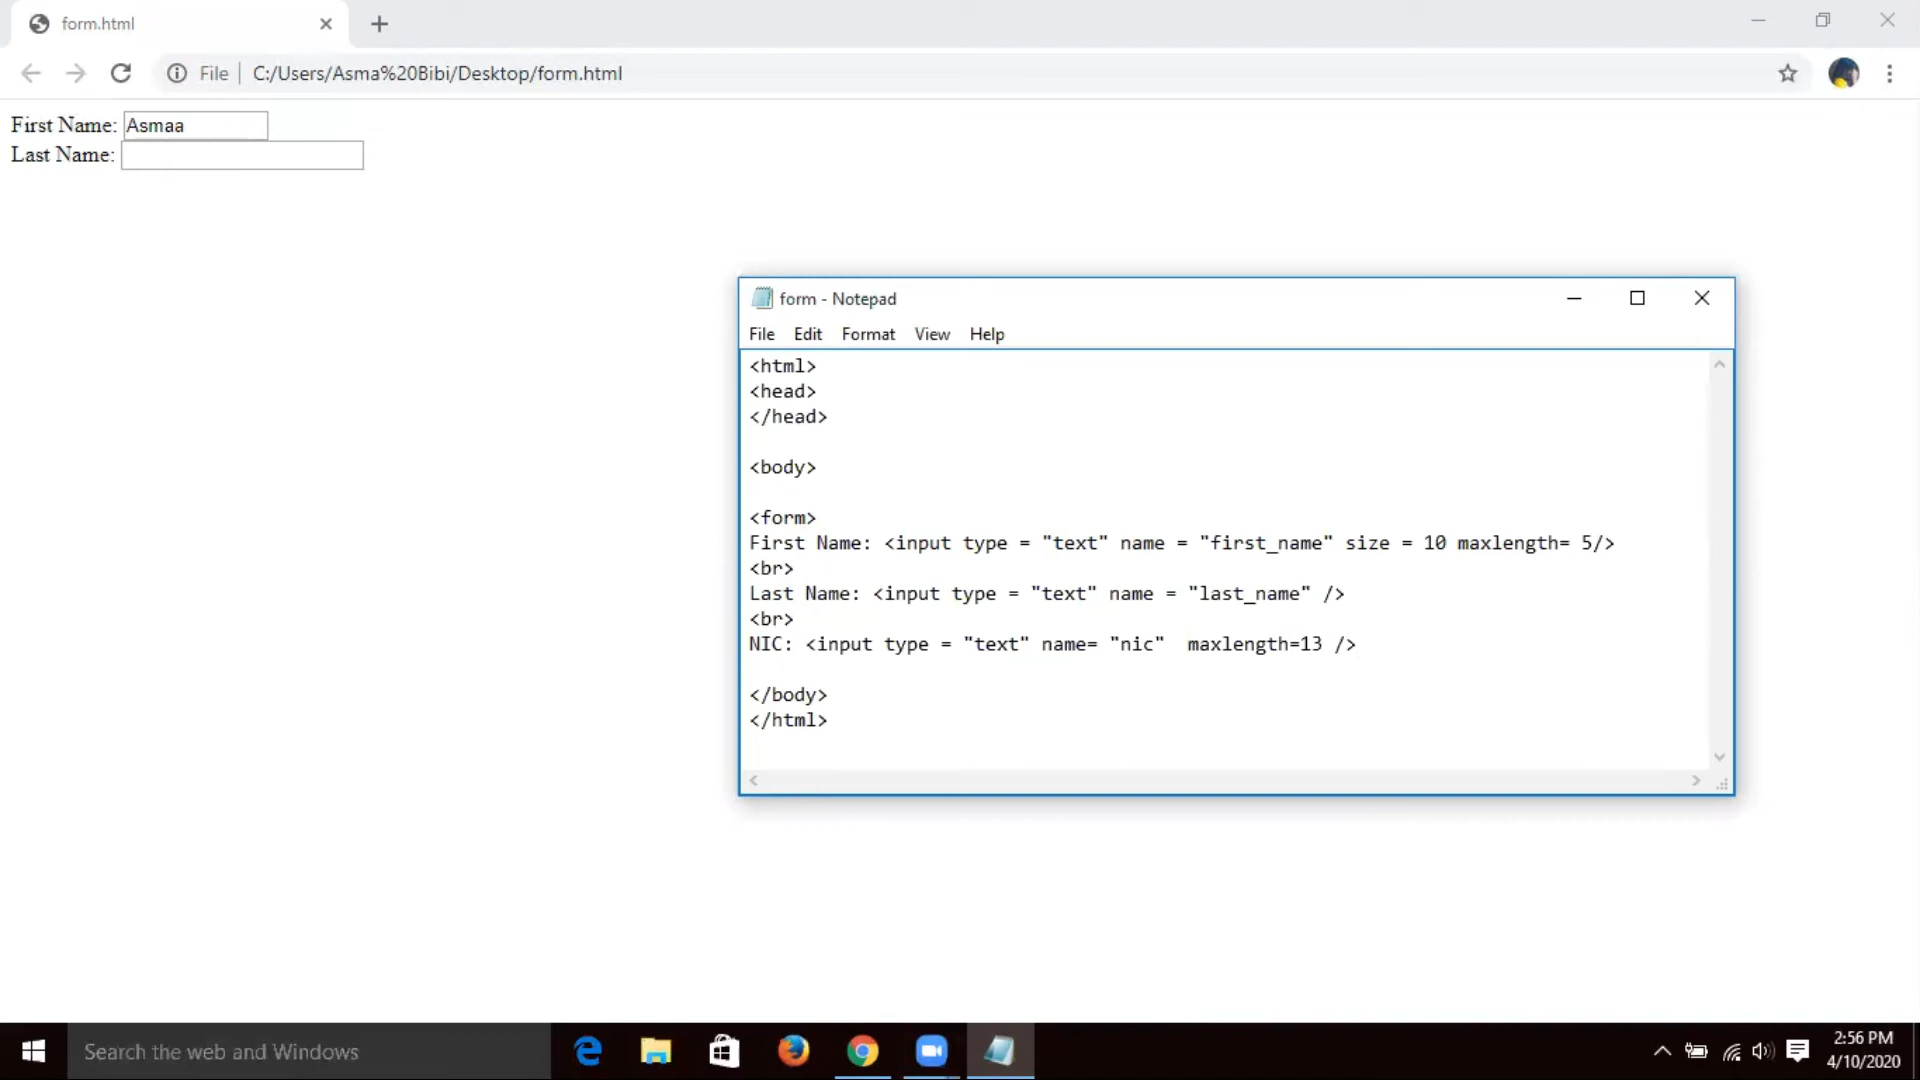 form.html
File
C:/Users/Asma%20Bibi/Desktop/form.html
First Name: Asmaa
Last Name:
form - Notepad
File Edit Format View Help
<html>
<head>
</head>
<body>
<form>
First Name: <input type = "text" name = "first_name" size = 10 maxlength= 5/>
<br>
Last Name: <input type = "text" name = "last_name" />
<br>
NIC: <input type = "text" name= "nic"  maxlength=13 />
</body>
</html>
Search the web and Windows
2:56 PM
4/10/2020